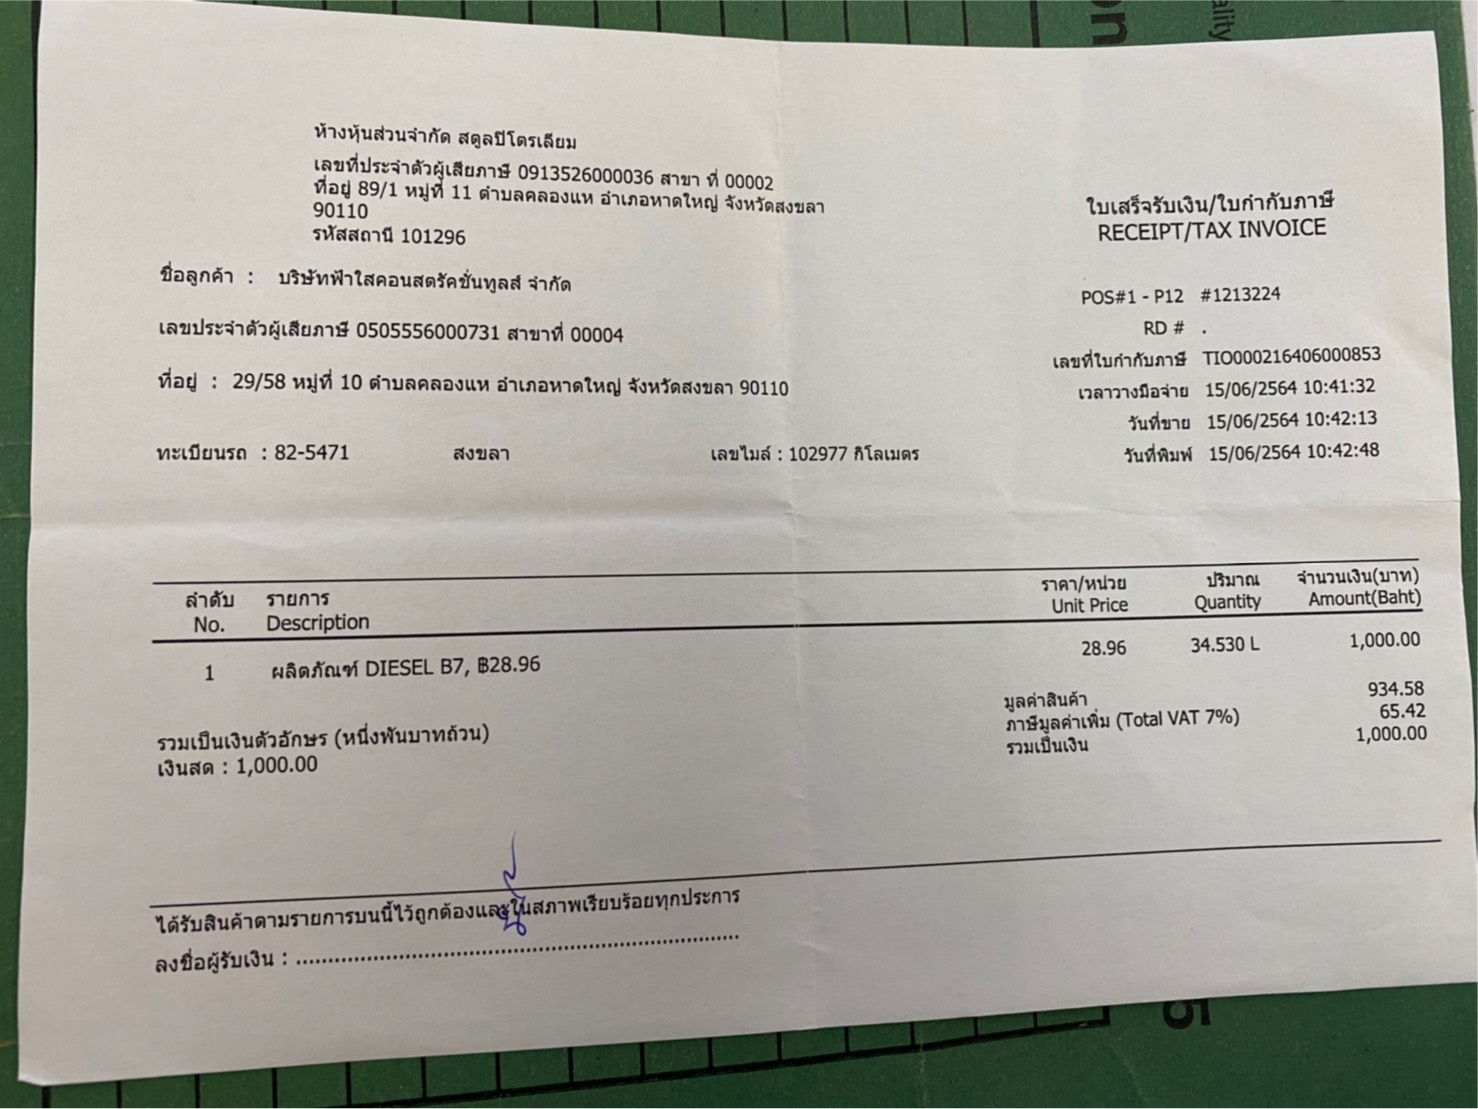 ห้างหุ้นส่วนจำกัด สตูลปิโตรเลียม
เลขที่ประจำตัวผู้เสียภาษี 0913526000036 สาขา ที่ 00002
ที่อยู่ 89/1 หมู่ที่ 11 ตำบลคลองแห อำเภอหาดใหญ่ จังหวัดสงขลา
90110
รหัสสถานี 101296
ใบเสร็จรับเงิน/ใบกำกับภาษี
RECEIPT/TAX INVOICE
ชื่อลูกค้า : บริษัทฟ้าใสคอนสตรัคชั่นทูลส์ จำกัด
เลขประจำตัวผู้เสียภาษี 0505556000731 สาขาที่ 00004
ที่อยู่ : 29/58 หมู่ที่ 10 ตำบลคลองแห อำเภอหาดใหญ่ จังหวัดสงขลา 90110
ทะเบียนรถ : 82-5471 สงขลา เลขไมล์ : 102977 กิโลเมตร
POS#1 - P12 #1213224
RD # .
เลขที่ใบกำกับภาษี TIO000216406000853
เวลาวางมือจ่าย 15/06/2564 10:41:32
วันที่ขาย 15/06/2564 10:42:13
วันที่พิมพ์ 15/06/2564 10:42:48
ลำดับ รายการ ราคา/หน่วย ปริมาณ จำนวนเงิน(บาท)
No. Description Unit Price Quantity Amount(Baht)
1 ผลิตภัณฑ์ DIESEL B7, ฿28.96 28.96 34.530 L 1,000.00
มูลค่าสินค้า 934.58
ภาษีมูลค่าเพิ่ม (Total VAT 7%) 65.42
รวมเป็นเงิน 1,000.00
รวมเป็นเงินตัวอักษร (หนึ่งพันบาทถ้วน)
เงินสด : 1,000.00
ได้รับสินค้าตามรายการบนนี้ไว้ถูกต้องและในสภาพเรียบร้อยทุกประการ
ลงชื่อผู้รับเงิน : ........................................................................
5